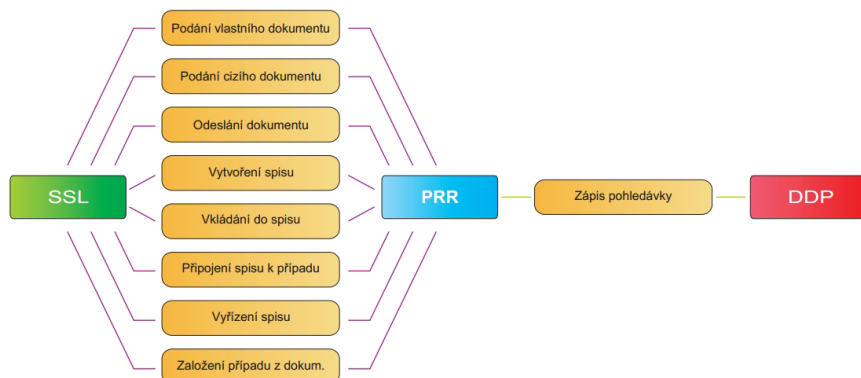 Podání vlastního dokumentu
Podání cizího dokumentu
Odeslání dokumentu
Vytvoření spisu
SSL
PRR
Zápis pohledávky
DDP
Vkládání do spisu
Připojení spisu k případu
Vyřízení spisu
Založení případu z dokum.